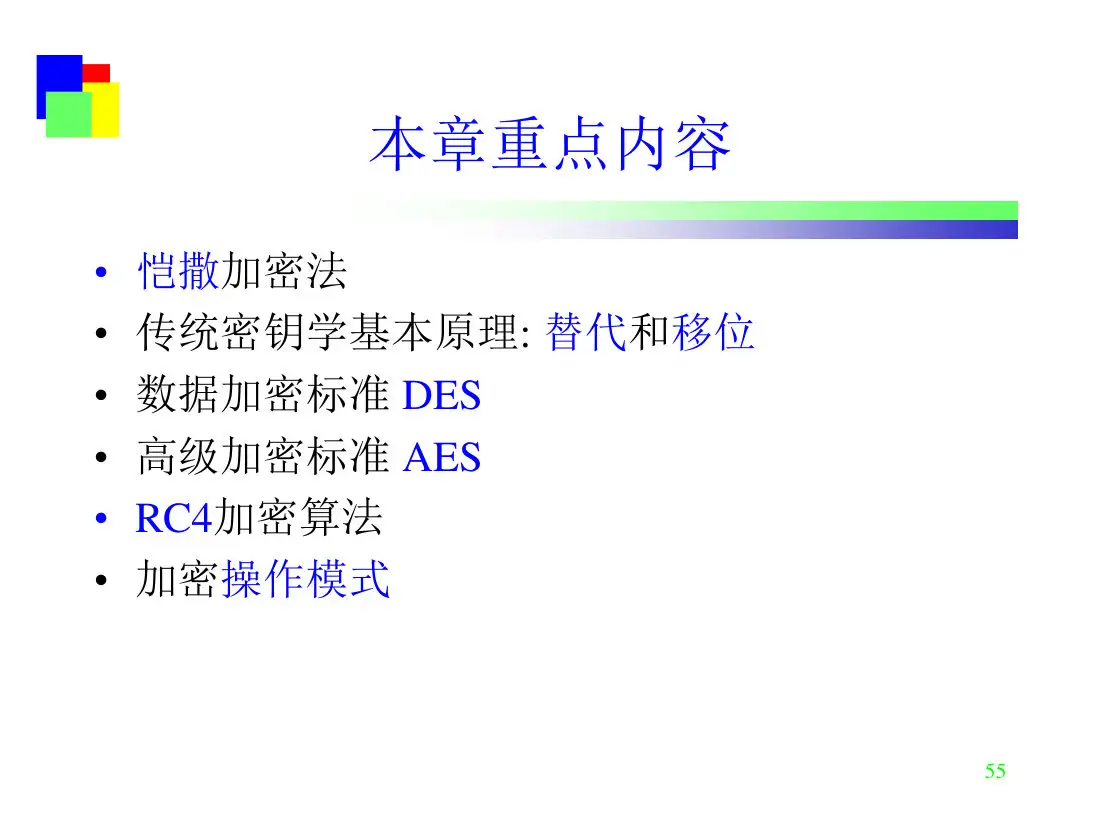 本章重点内容
• 恺撒加密法
• 传统密钥学基本原理: 替代和移位
• 数据加密标准 DES
• 高级加密标准 AES
• RC4加密算法
• 加密操作模式
55